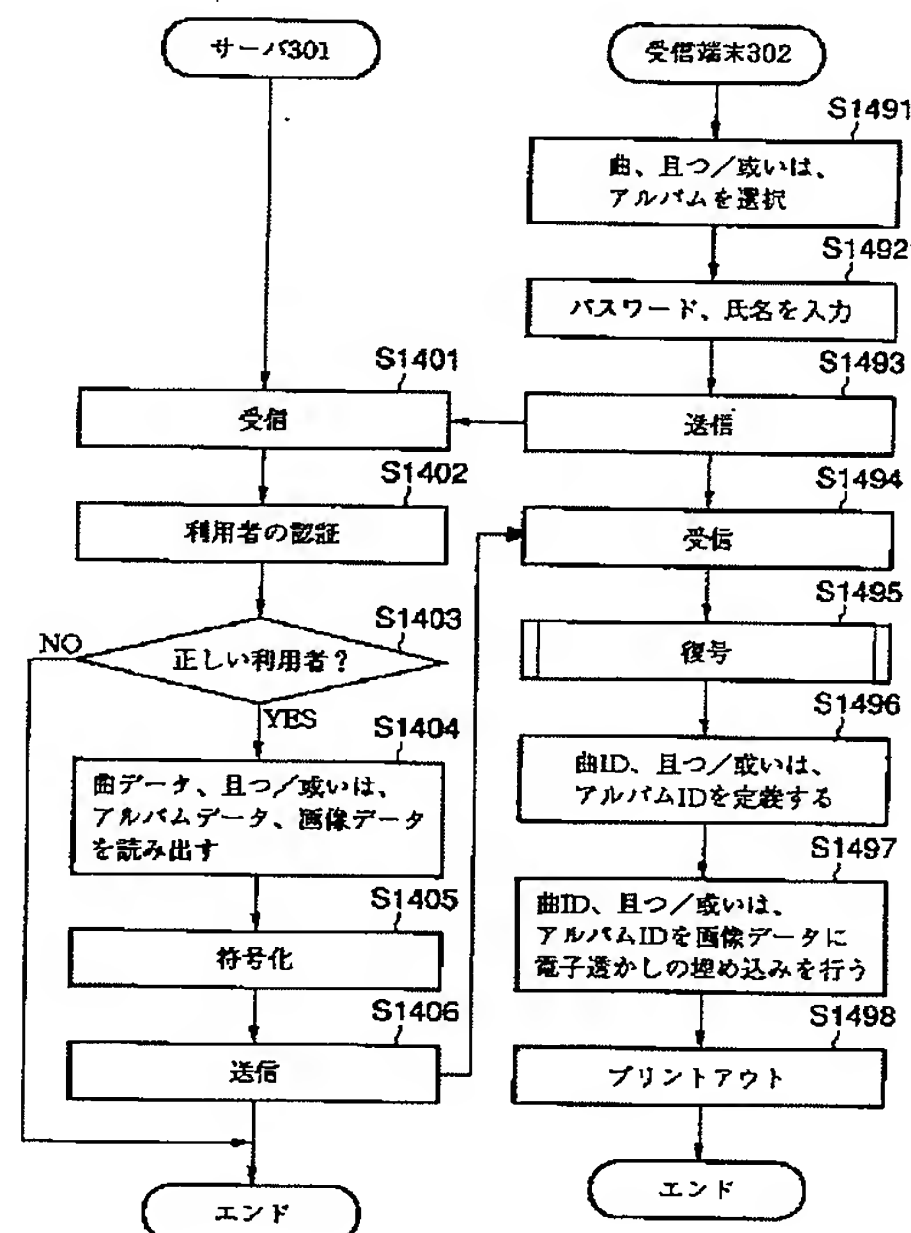 サーバ301
S1401
受信
S1402
利用者の認証
S1403
正しい利用者？
NO
YES
S1404
曲データ、且つ／或いは、
アルバムデータ、画像データ
を読み出す
S1405
符号化
S1406
送信
エンド
受信端末302
S1491
曲、且つ／或いは、
アルバムを選択
S1492
パスワード、氏名を入力
S1493
送信
S1494
受信
S1495
復号
S1496
曲ID、且つ／或いは、
アルバムIDを定義する
S1497
曲ID、且つ／或いは、
アルバムIDを画像データに
電子透かしの埋め込みを行う
S1498
プリントアウト
エンド